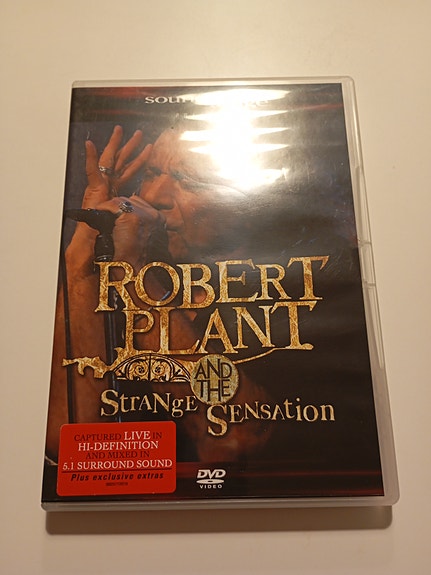 ROBERT
PLANT
AND
THE
STRANGE SENSATION
CAPTURED LIVE IN
HI-DEFINITION
AND MIXED IN
5.1 SURROUND SOUND
Plus exclusive extras
DVD
VIDEO